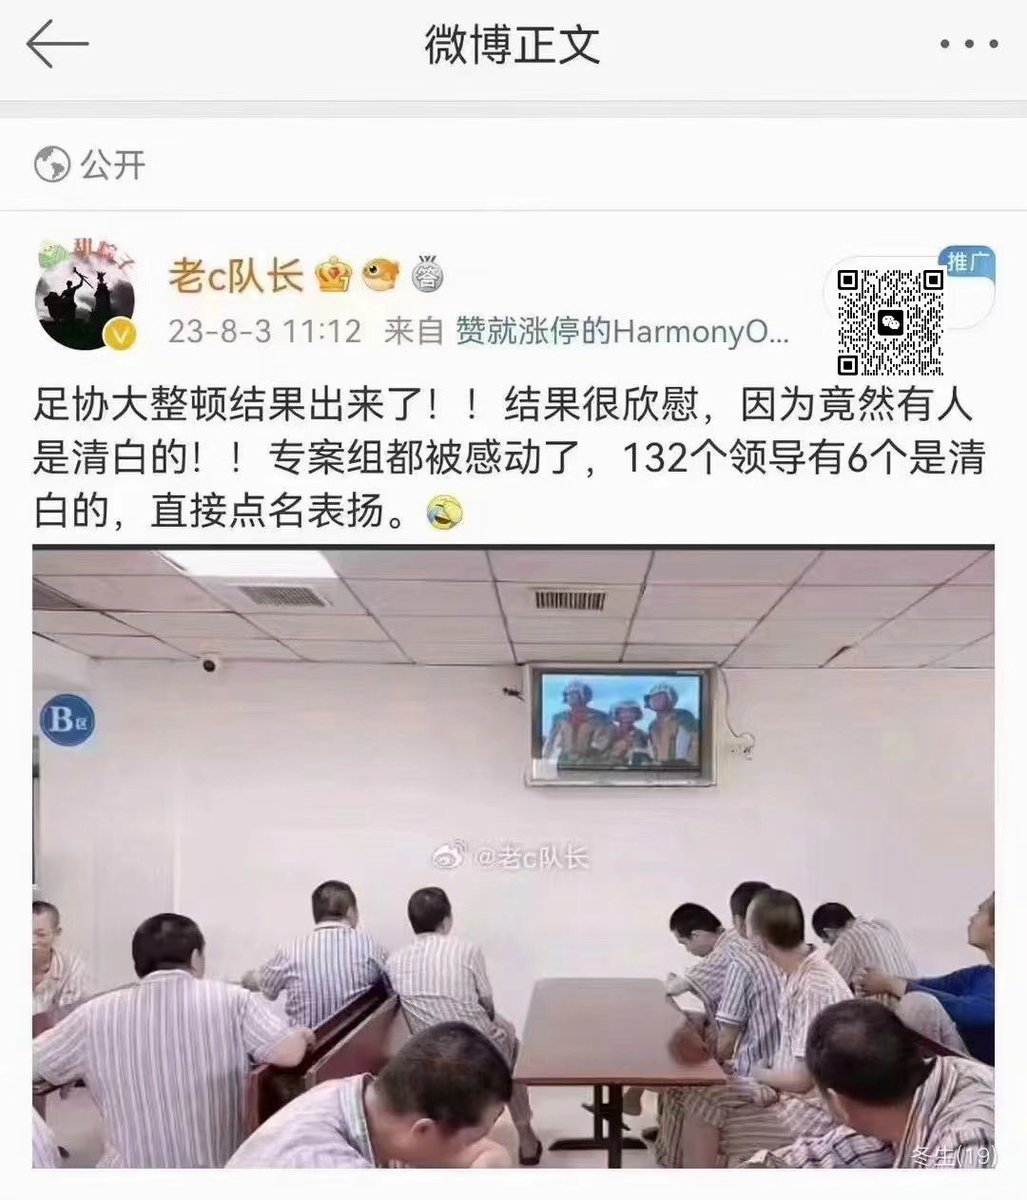 微博正文
公开
老c队长
推广
23-8-3 11:12 来自 赞就涨停的HarmonyO...
足协大整顿结果出来了！！结果很欣慰，因为竟然有人
是清白的！！专案组都被感动了，132个领导有6个是清
白的，直接点名表扬。
B区
@老c队长
冬生(19)